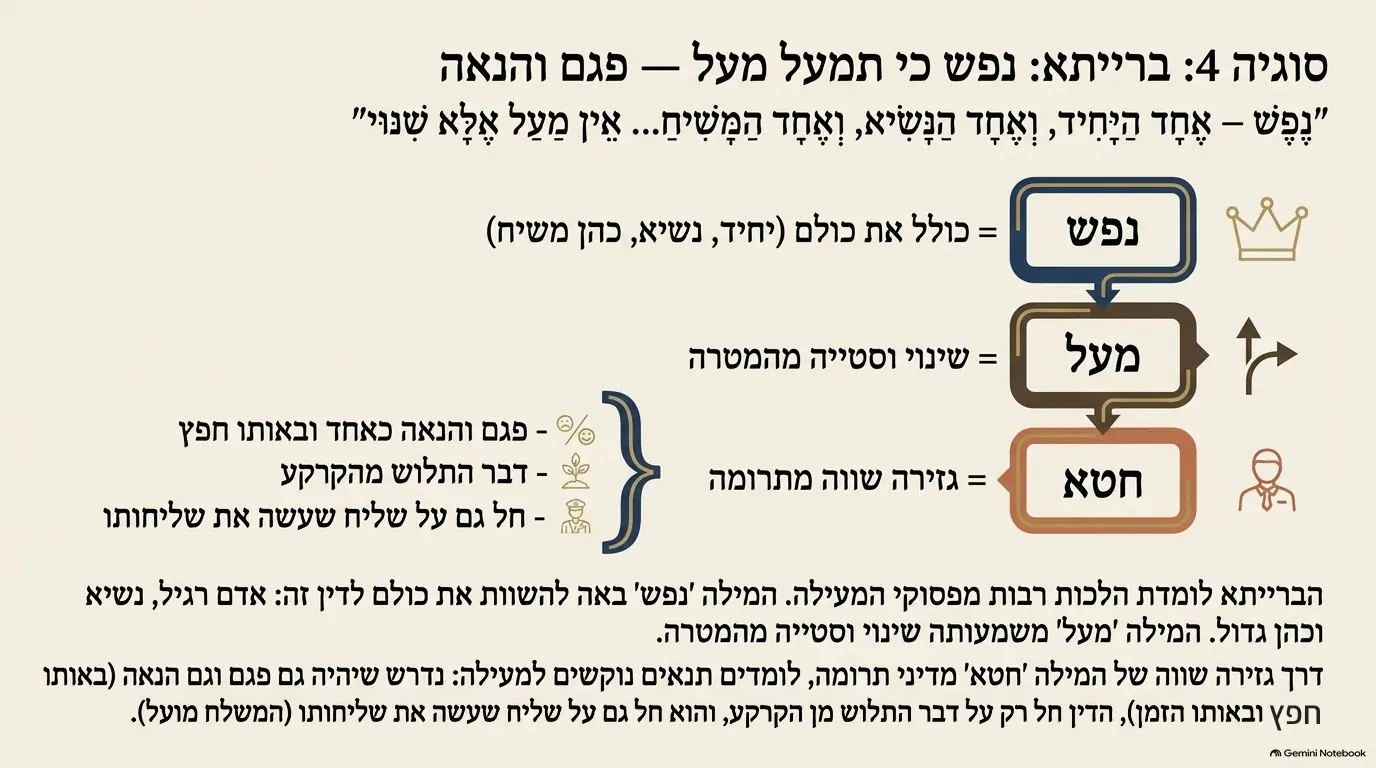 סוגיה 4: ברייתא: נפש כי תמעל מעל — פגם והנאה
"נֶפֶשׁ – אֶחָד הַיָּחִיד, וְאֶחָד הַנָּשִׂיא, וְאֶחָד הַמָּשִׁיחַ... אֵין מַעַל אֶלָּא שִׁנּוּי"
נפש = כולל את כולם (יחיד, נשיא, כהן משיח)
מעל = שינוי וסטייה מהמטרה
חטא = גזירה שווה מתרומה
- פגם והנאה כאחד ובאותו חפץ
- דבר התלוש מהקרקע
- חל גם על שליח שעשה את שליחותו
הברייתא לומדת הלכות רבות מפסוקי המעילה. המילה 'נפש' באה להשוות את כולם לדין זה: אדם רגיל, נשיא
וכהן גדול. המילה 'מעל' משמעותה שינוי וסטייה מהמטרה.
דרך גזירה שווה של המילה 'חטא' מדיני תרומה, לומדים תנאים נוקשים למעילה: נדרש שיהיה גם פגם וגם הנאה (באותו
חפץ ובאותו הזמן), הדין חל רק על דבר התלוש מן הקרקע, והוא חל גם על שליח שעשה את שליחותו (המשלח מועל).
Gemini Notebook